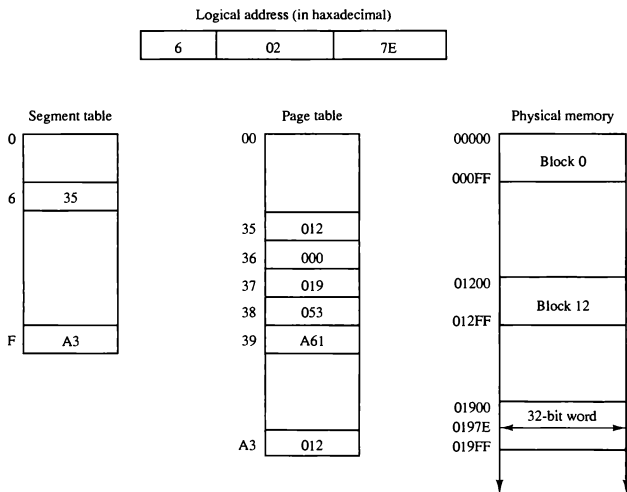 Logical address (in haxadecimal)
6 02 7E
Segment table
0
6 35
F A3
Page table
00
35 012
36 000
37 019
38 053
39 A61
A3 012
Physical memory
00000
Block 0
000FF
01200
Block 12
012FF
01900
32-bit word
0197E
019FF